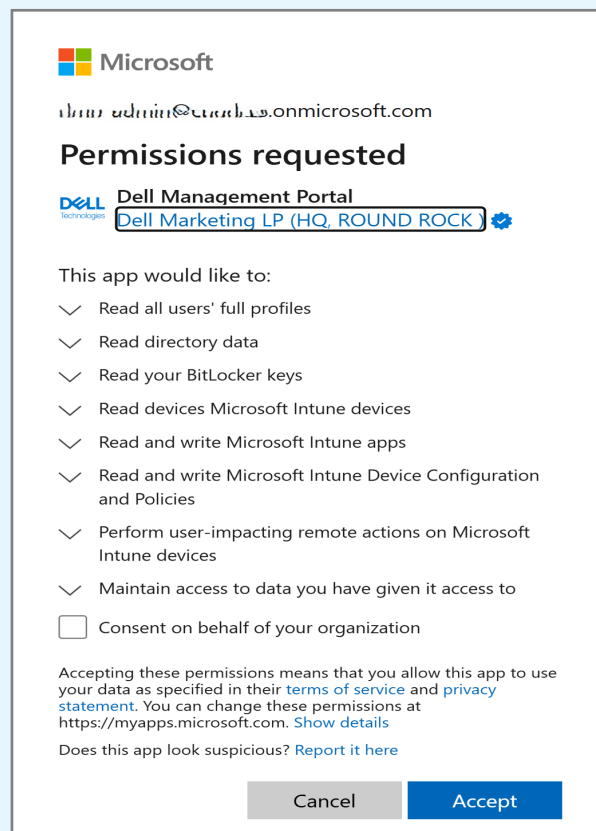 Microsoft
.onmicrosoft.com
Permissions requested
DELL
Technologies
Dell Management Portal
Dell Marketing LP (HQ, ROUND ROCK )
This app would like to:
Read all users' full profiles
Read directory data
Read your BitLocker keys
Read devices Microsoft Intune devices
Read and write Microsoft Intune apps
Read and write Microsoft Intune Device Configuration
and Policies
Perform user-impacting remote actions on Microsoft
Intune devices
Maintain access to data you have given it access to
Consent on behalf of your organization
Accepting these permissions means that you allow this app to use
your data as specified in their terms of service and privacy
statement. You can change these permissions at
https://myapps.microsoft.com. Show details
Does this app look suspicious? Report it here
Cancel
Accept